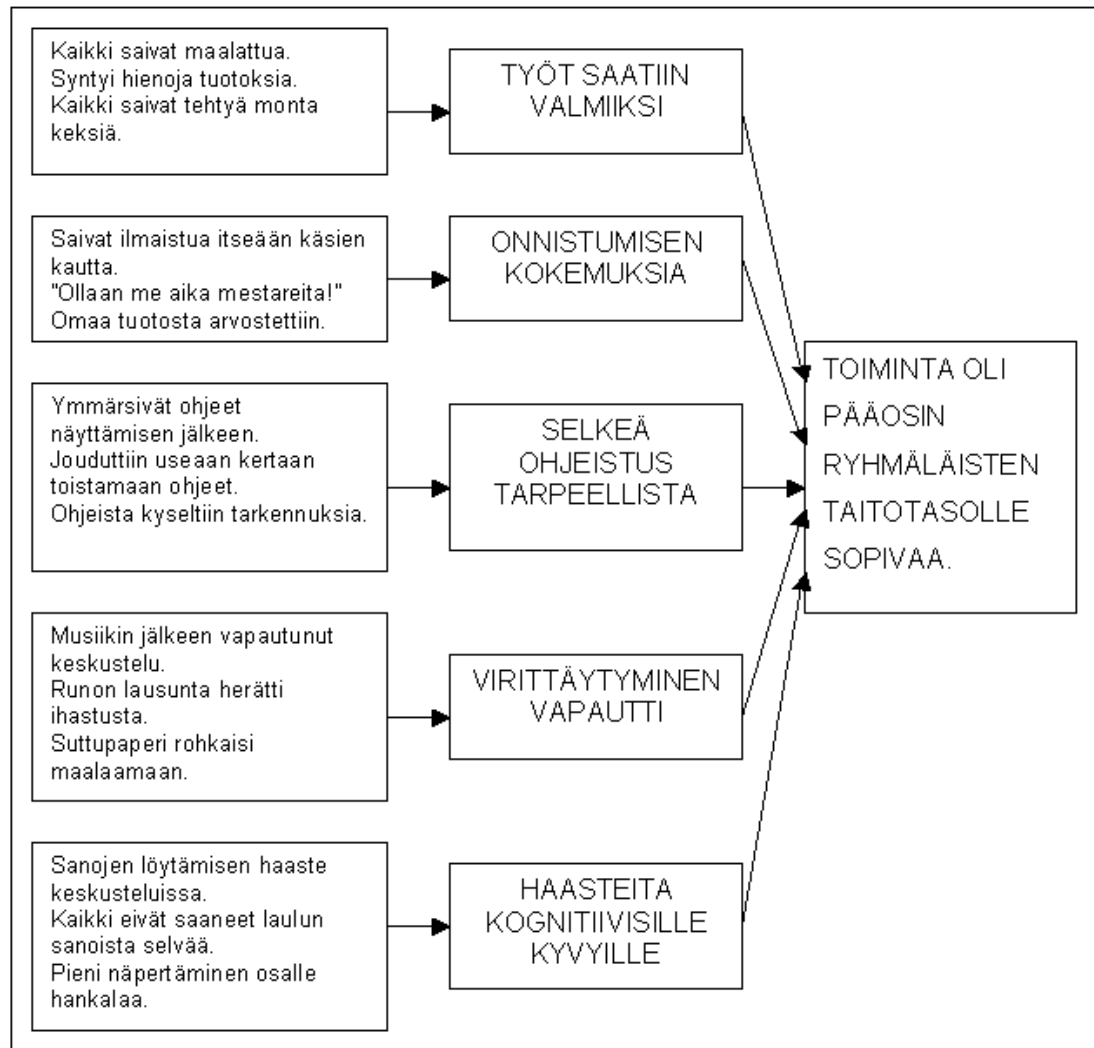 Kaikki saivat maalattua.
Syntyi hienoja tuotoksia.
Kaikki saivat tehtyä monta
keksiä.
TYÖT SAATIIN
VALMIIKSI
Saivat ilmaistua itseään käsien
kautta.
"Ollaan me aika mestareita!"
Omaa tuotosta arvostettiin.
ONNISTUMISEN
KOKEMUKSIA
Ymmärsivät ohjeet
näyttämisen jälkeen.
Jouduttiin useaan kertaan
toistamaan ohjeet.
Ohjeista kyseltiin tarkennuksia.
SELKEÄ
OHJEISTUS
TARPEELLISTA
Musiikin jälkeen vapautunut
keskustelu.
Runon lausunta herätti
ihastusta.
Suttupaperi rohkaisi
maalaamaan.
VIRITTÄYTYMINEN
VAPAUTTI
Sanojen löytämisen haaste
keskusteluissa.
Kaikki eivät saaneet laulun
sanoista selvää.
Pieni näpertäminen osalle
hankalaa.
HAASTEITA
KOGNITIIVISILLE
KYVYILLE
TOIMINTA OLI
PÄÄOSIN
RYHMÄLÄISTEN
TAITOTASOLLE
SOPIVAA.